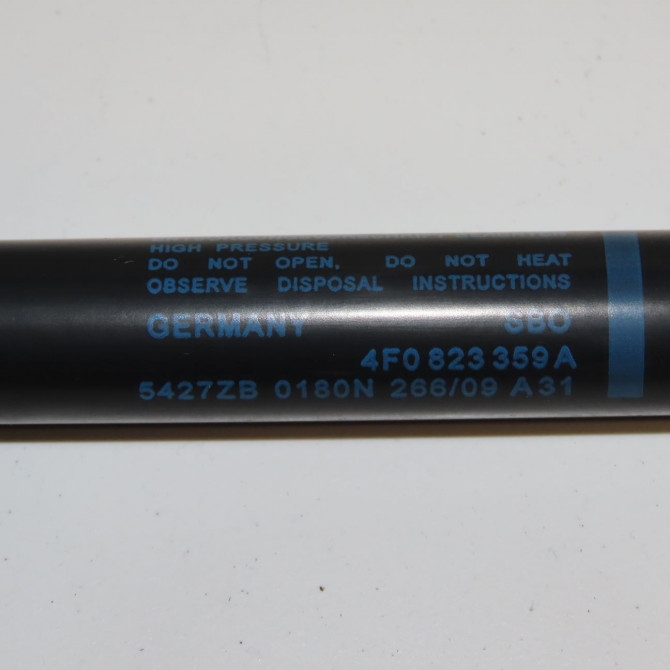 HIGH PRESSURE
DO NOT OPEN, DO NOT HEAT
OBSERVE DISPOSAL INSTRUCTIONS
GERMANY SBO
4F0 823 359 A
5427ZB 0180N 266/09 A31